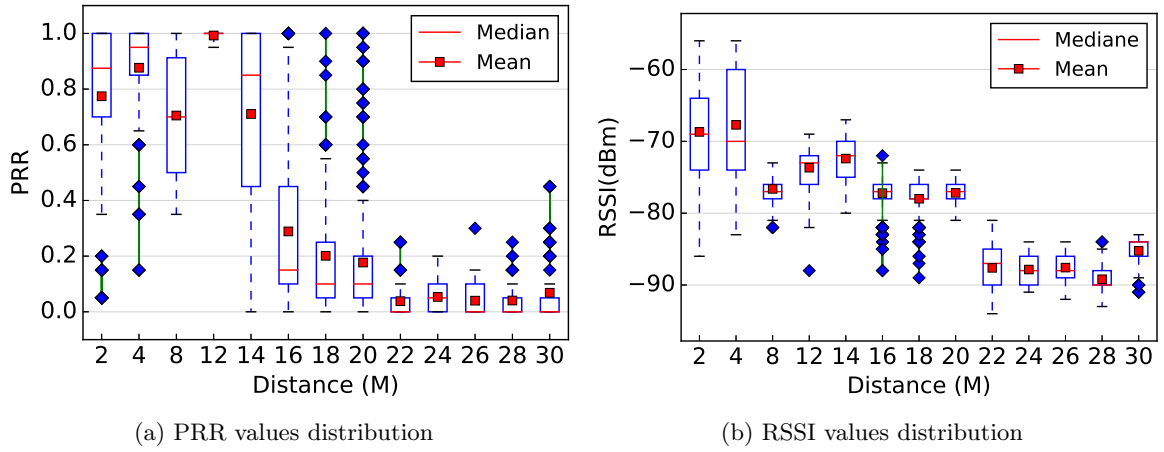 1.0
0.8
0.6
0.4
0.2
0.0
PRR
Median
Mean
2 4 8 12 14 16 18 20 22 24 26 28 30
Distance (M)
(a) PRR values distribution
−60
−70
−80
−90
RSSI(dBm)
Mediane
Mean
2 4 8 12 14 16 18 20 22 24 26 28 30
Distance (M)
(b) RSSI values distribution